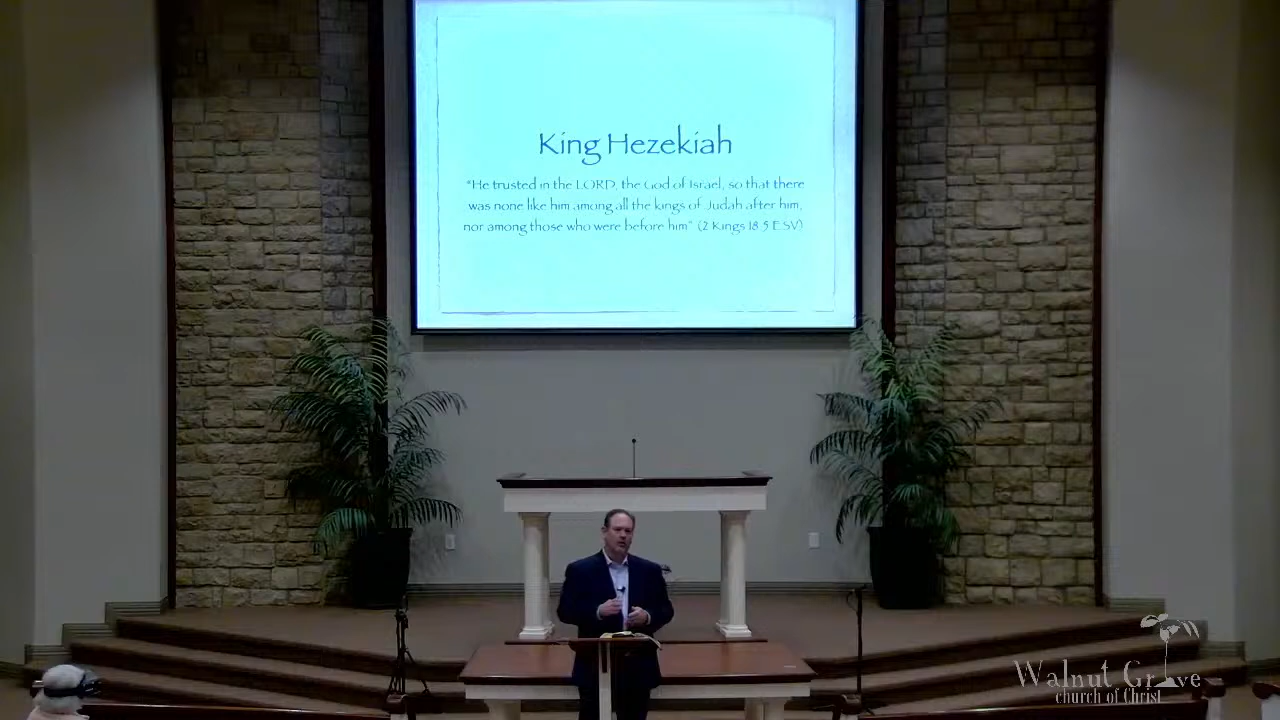 King Hezekiah
"He trusted in the LORD, the God of Israel, so that there
was none like him among all the kings of Judah after him,
nor among those who were before him" (2 Kings 18:5 ESV)
Walnut Grove
church of Christ